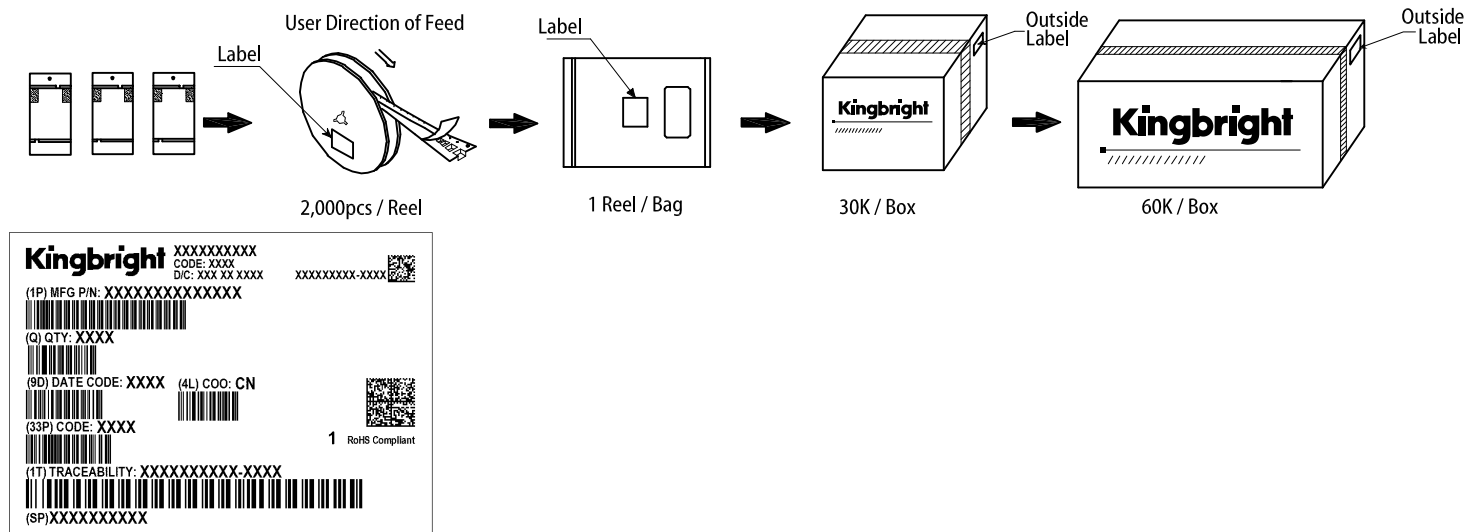 User Direction of Feed
Label
Label
Outside
Label
Outside
Label
Kingbright
Kingbright
2,000pcs / Reel
1 Reel / Bag
30K / Box
60K / Box
Kingbright
XXXXXXXXXX
CODE: XXXX
D/C: XXX XX XXXX
XXXXXXXXX-XXXX
(1P) MFG P/N: XXXXXXXXXXXXXX
(Q) QTY: XXXX
(9D) DATE CODE: XXXX (4L) COO: CN
(33P) CODE: XXXX
1 RoHS Compliant
(1T) TRACEABILITY: XXXXXXXXXX-XXXX
(SP)XXXXXXXXXX